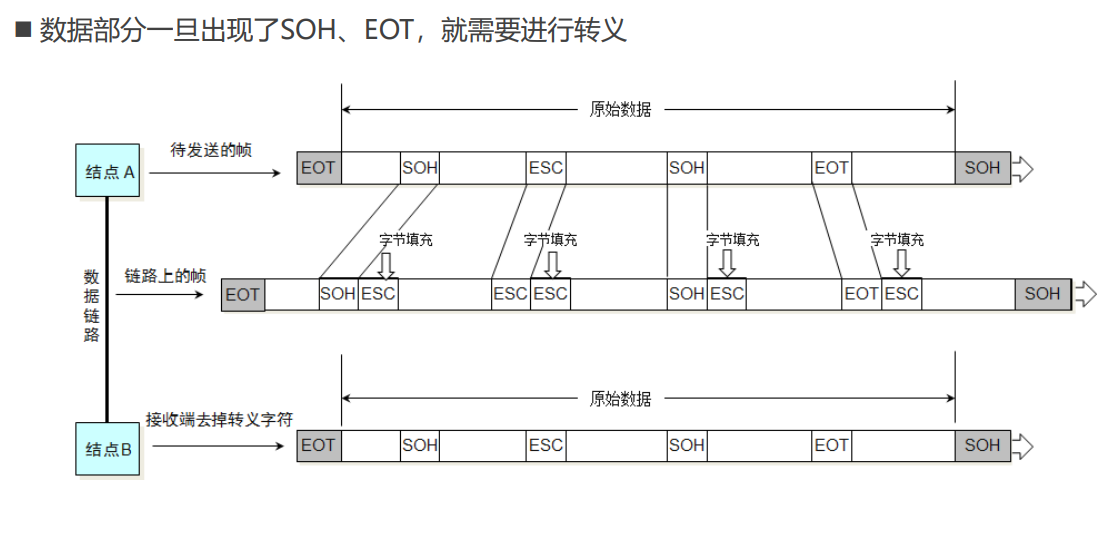 ■ 数据部分一旦出现了SOH、EOT，就需要进行转义
原始数据
待发送的帧
结点 A
EOT SOH ESC SOH EOT SOH
字节填充 字节填充 字节填充 字节填充
数据链路
链路上的帧
EOT SOH ESC ESC ESC SOH ESC EOT ESC SOH
原始数据
接收端去掉转义字符
结点B
EOT SOH ESC SOH EOT SOH